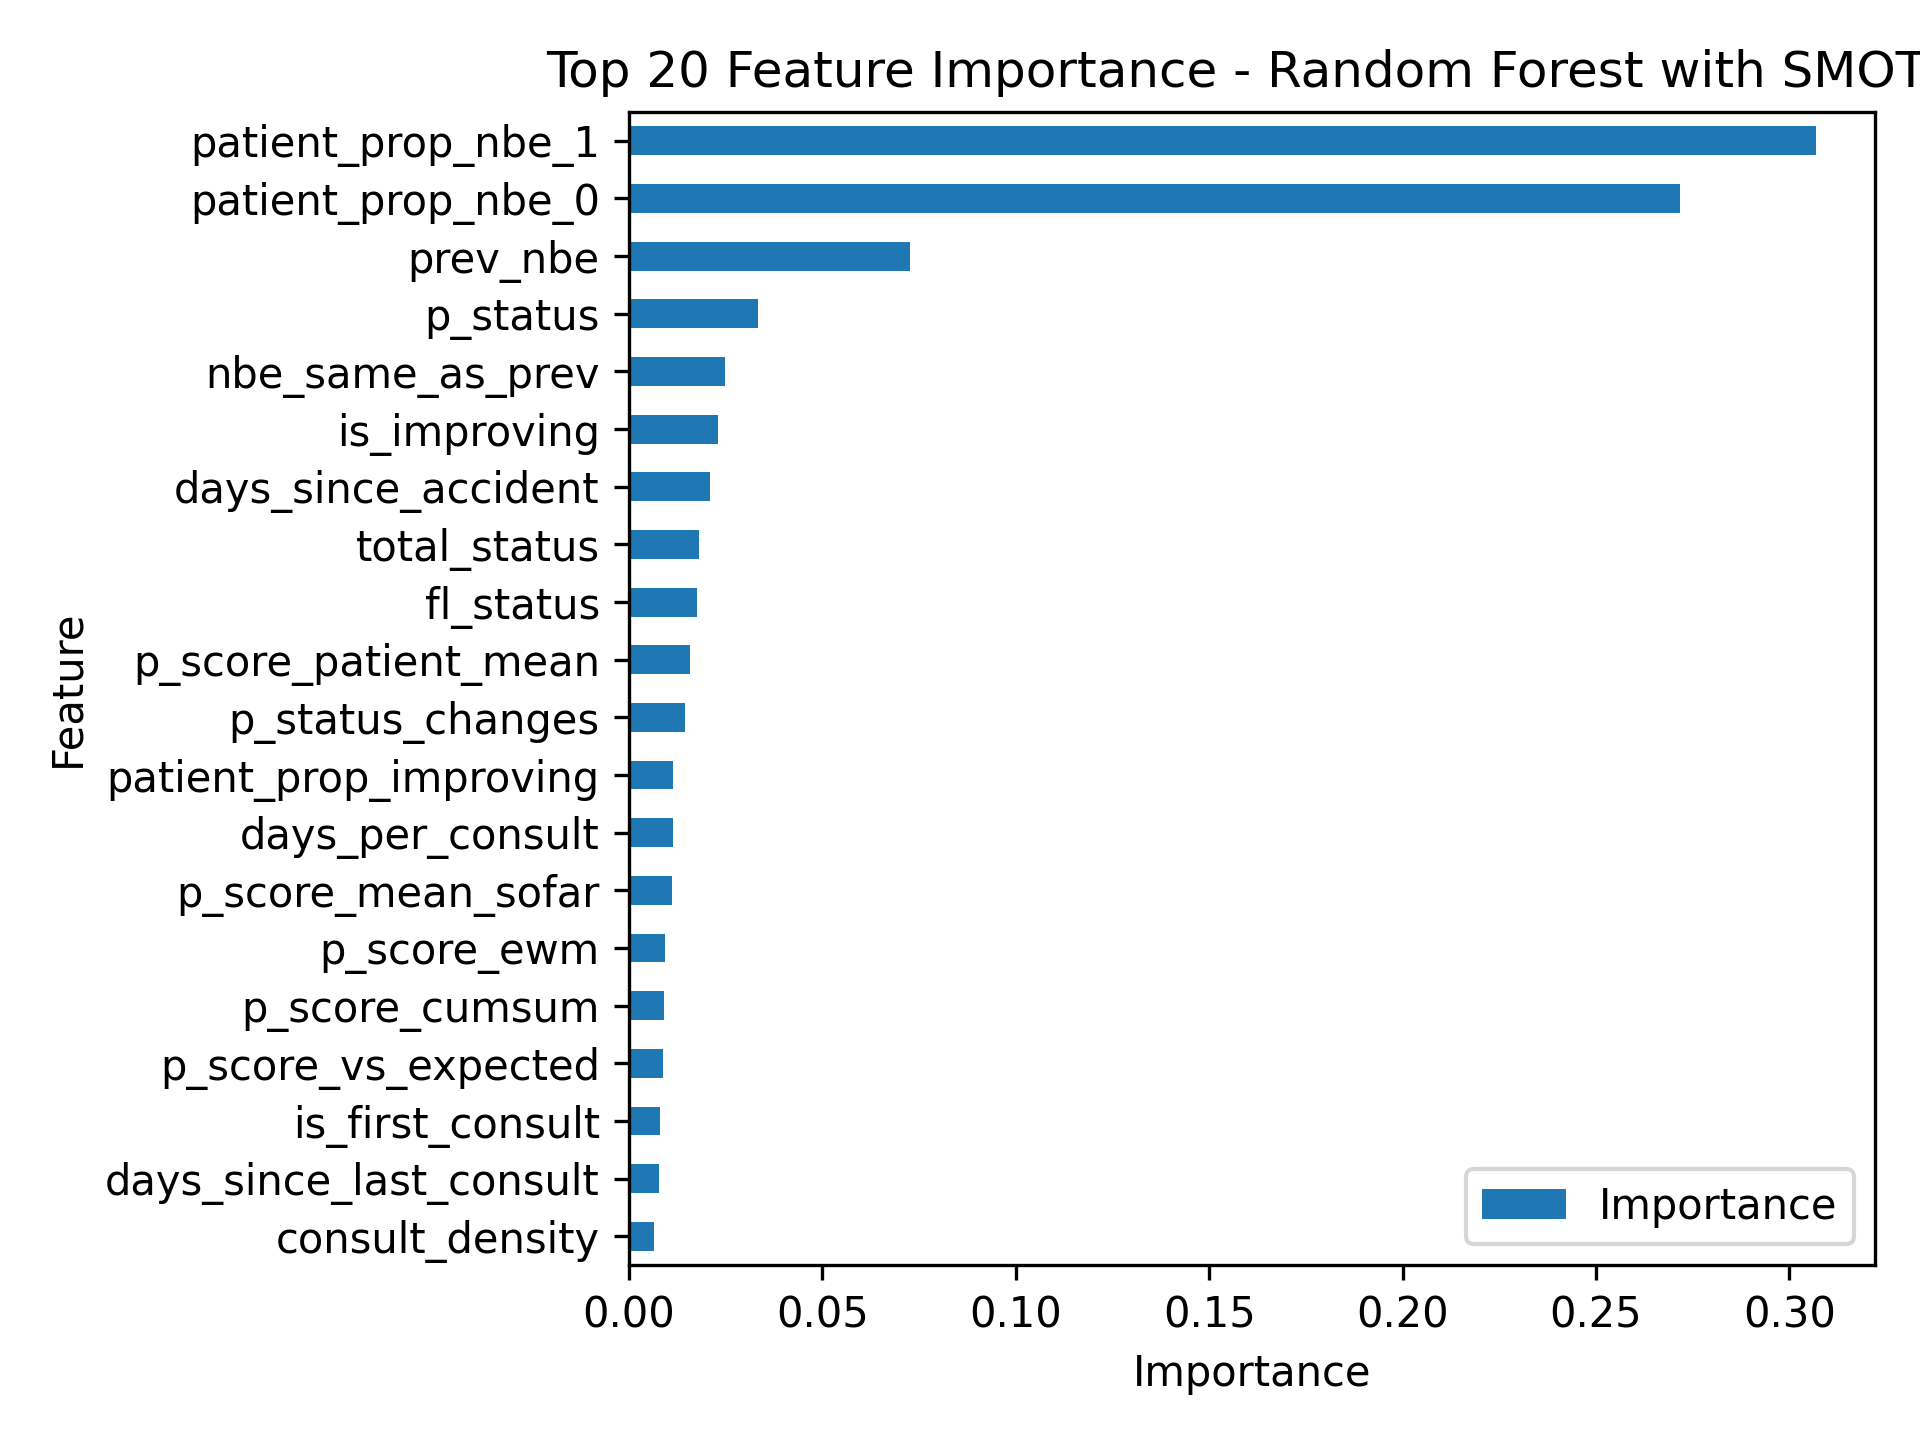 Top 20 Feature Importance - Random Forest with SMOT
patient_prop_nbe_1
patient_prop_nbe_0
prev_nbe
p_status
nbe_same_as_prev
is_improving
days_since_accident
total_status
fl_status
p_score_patient_mean
p_status_changes
patient_prop_improving
days_per_consult
p_score_mean_sofar
p_score_ewm
p_score_cumsum
p_score_vs_expected
is_first_consult
days_since_last_consult
consult_density
Feature
Importance
0.00 0.05 0.10 0.15 0.20 0.25 0.30
Importance